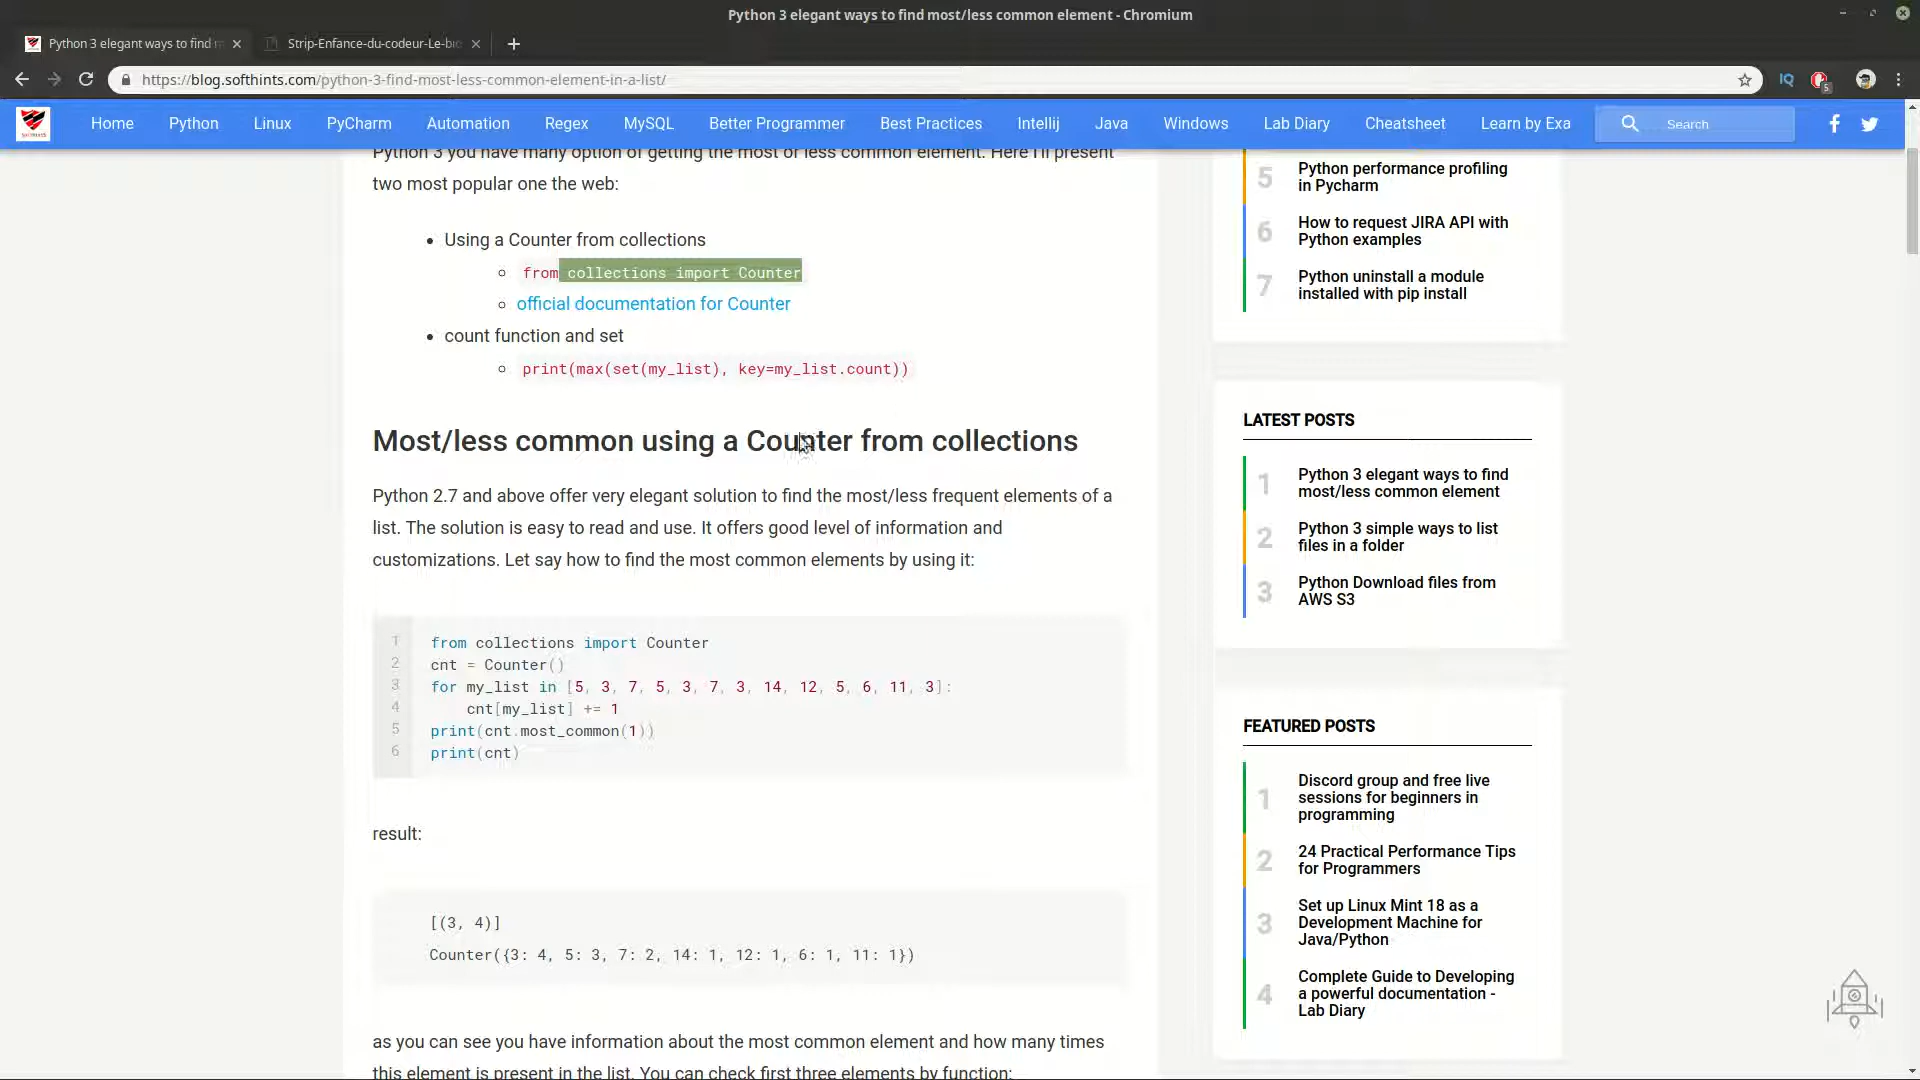 Python 3 elegant ways to find most/less common element - Chromium
Python 3 elegant ways to find m
Strip-Enfance-du-codeur-Le-bi
https://blog.softhints.com/python-3-find-most-less-common-element-in-a-list/
IQ
5
Home Python Linux PyCharm Automation Regex MySQL Better Programmer Best Practices Intellij Java Windows Lab Diary Cheatsheet Learn by Exa Search
Python 3 you have many option of getting the most or less common element. Here I'll present
two most popular one the web:
• Using a Counter from collections
from collections import Counter
official documentation for Counter
• count function and set
print(max(set(my_list), key=my_list.count))
Most/less common using a Counter from collections
Python 2.7 and above offer very elegant solution to find the most/less frequent elements of a
list. The solution is easy to read and use. It offers good level of information and
customizations. Let say how to find the most common elements by using it:
1 from collections import Counter
2 cnt = Counter()
3 for my_list in [5, 3, 7, 5, 3, 7, 3, 14, 12, 5, 6, 11, 3]:
4 cnt[my_list] += 1
5 print(cnt.most_common(1))
6 print(cnt)
result:
[(3, 4)]
Counter({3: 4, 5: 3, 7: 2, 14: 1, 12: 1, 6: 1, 11: 1})
as you can see you have information about the most common element and how many times
this element is present in the list. You can check first three elements by function:
5 Python performance profiling
in Pycharm
6 How to request JIRA API with
Python examples
7 Python uninstall a module
installed with pip install
LATEST POSTS
1 Python 3 elegant ways to find
most/less common element
2 Python 3 simple ways to list
files in a folder
3 Python Download files from
AWS S3
FEATURED POSTS
1 Discord group and free live
sessions for beginners in
programming
2 24 Practical Performance Tips
for Programmers
3 Set up Linux Mint 18 as a
Development Machine for
Java/Python
4 Complete Guide to Developing
a powerful documentation -
Lab Diary